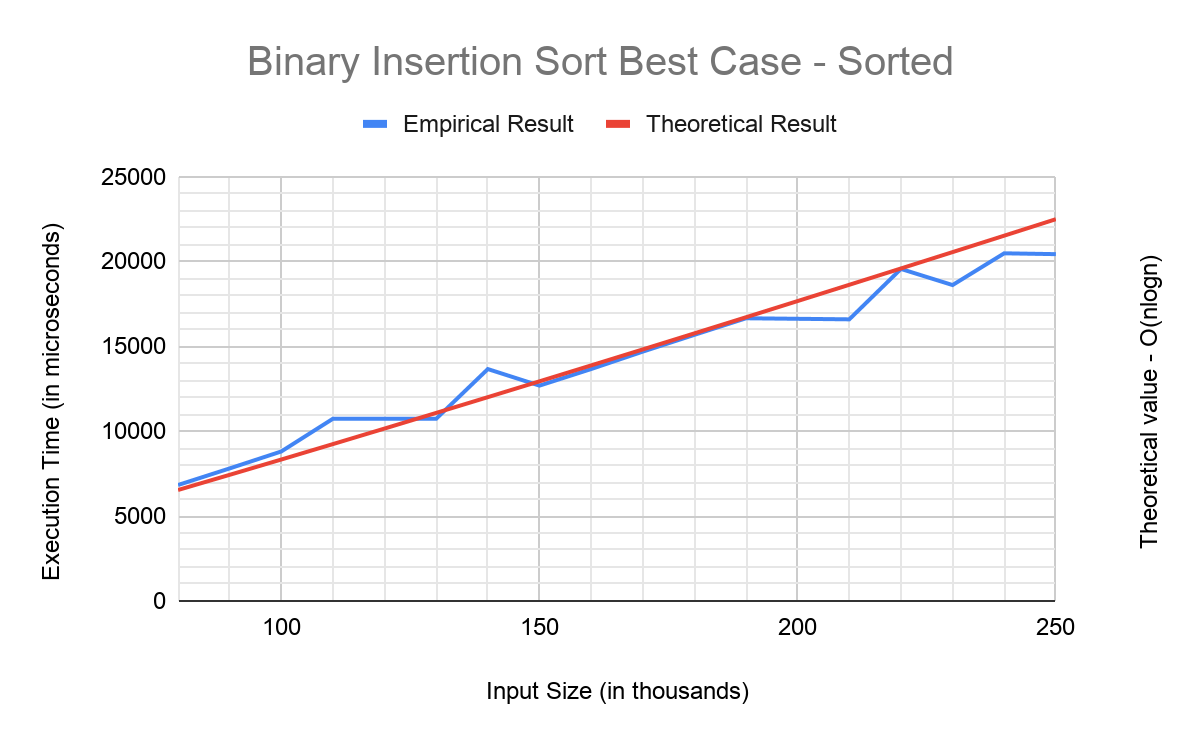 Binary Insertion Sort Best Case - Sorted
Empirical Result
Theoretical Result
Execution Time (in microseconds)
25000
20000
15000
10000
5000
0
100
150
200
250
Input Size (in thousands)
Theoretical value - O(nlogn)